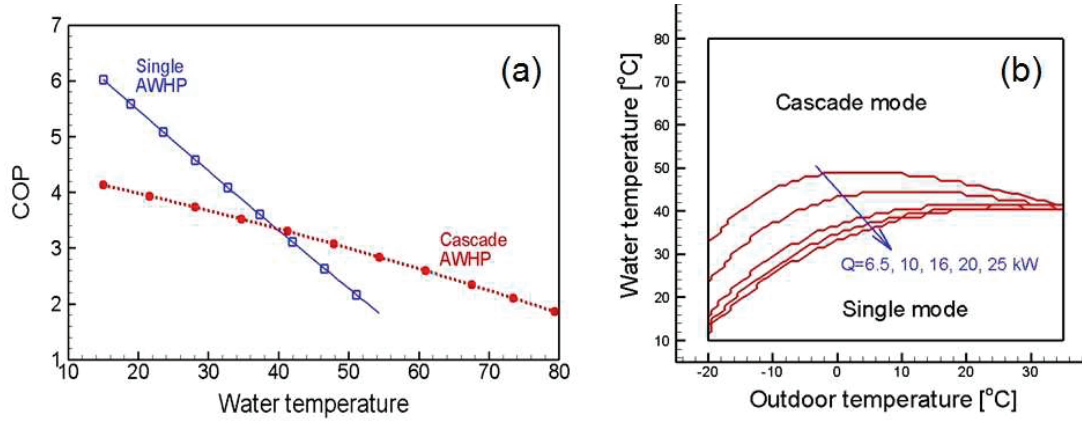 7
6
5
4
3
2
1
COP
Single
AWHP
(a)
Cascade
AWHP
10 20 30 40 50 60 70 80
Water temperature
80
70
60
50
40
30
20
10
Water temperature [°C]
(b)
Cascade mode
Q=6.5, 10, 16, 20, 25 kW
Single mode
-20 -10 0 10 20 30
Outdoor temperature [°C]